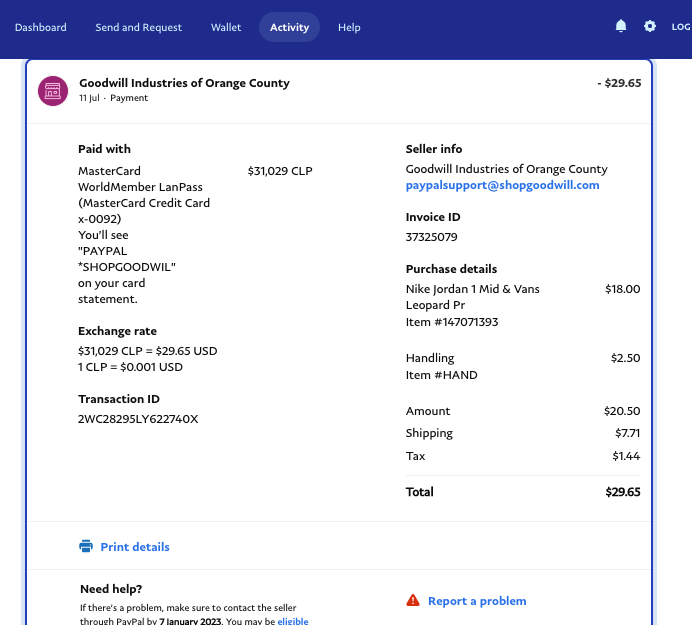 Dashboard Send and Request Wallet Activity Help LOG
Goodwill Industries of Orange County - $29.65
11 Jul · Payment
Paid with
MasterCard $31,029 CLP
WorldMember LanPass
(MasterCard Credit Card
x-0092)
You'll see
"PAYPAL
*SHOPGOODWIL"
on your card
statement.
Exchange rate
$31,029 CLP = $29.65 USD
1 CLP = $0.001 USD
Transaction ID
2WC28295LY622740X
Seller info
Goodwill Industries of Orange County
paypalsupport@shopgoodwill.com
Invoice ID
37325079
Purchase details
Nike Jordan 1 Mid & Vans $18.00
Leopard Pr
Item #147071393
Handling $2.50
Item #HAND
Amount $20.50
Shipping $7.71
Tax $1.44
Total $29.65
Print details
Need help?
If there's a problem, make sure to contact the seller
through PayPal by 7 January 2023. You may be eligible
Report a problem